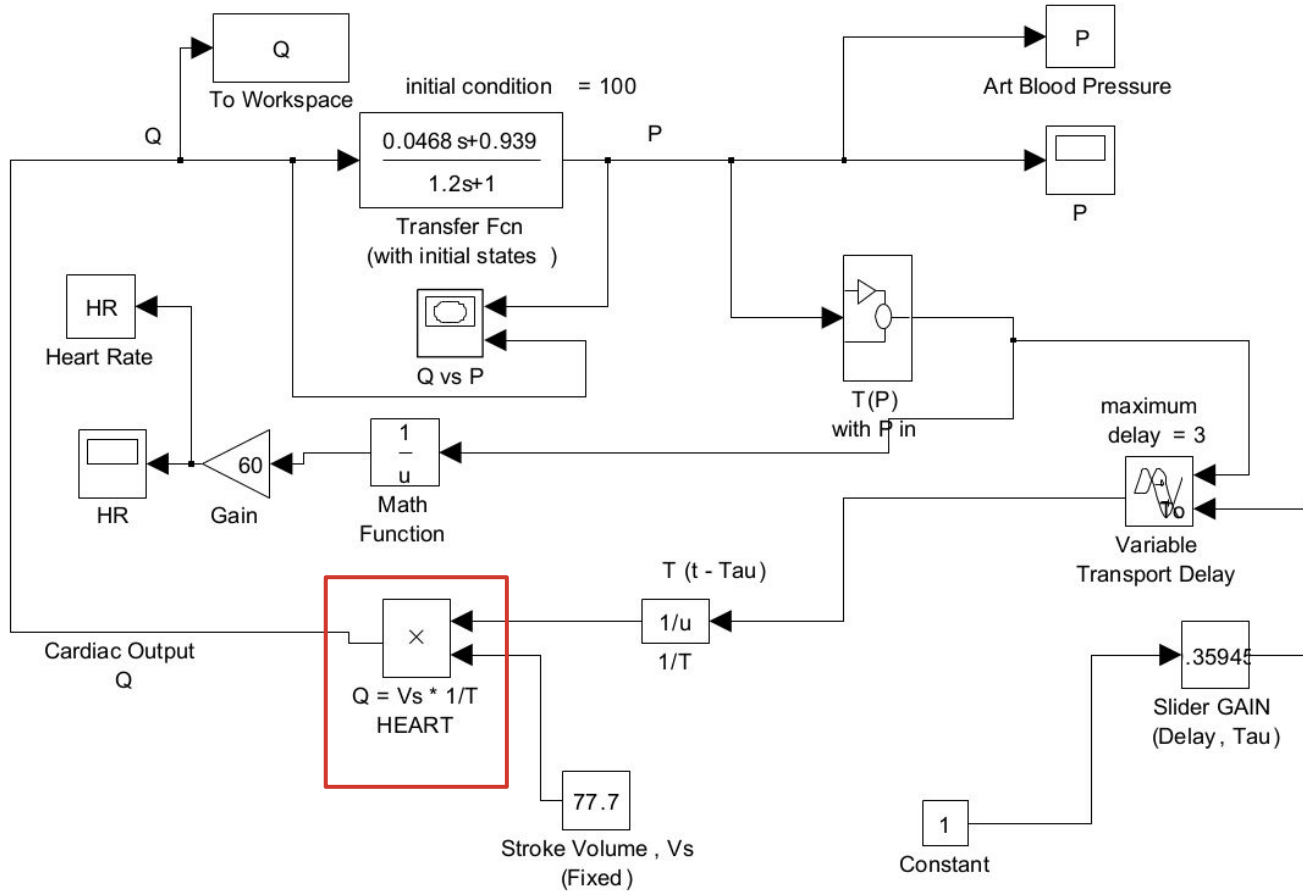 Q
To Workspace
initial condition = 100
P
Art Blood Pressure
Q
0.0468 s+0.939
1.2s+1
Transfer Fcn
(with initial states )
P
P
HR
Heart Rate
Q vs P
T(P)
with P in
maximum
delay = 3
To
Variable
Transport Delay
HR
60
Gain
1
u
Math
Function
T (t - Tau)
1/u
1/T
×
Q = Vs * 1/T
HEART
Cardiac Output
Q
.35945
Slider GAIN
(Delay , Tau)
77.7
Stroke Volume , Vs
(Fixed )
1
Constant